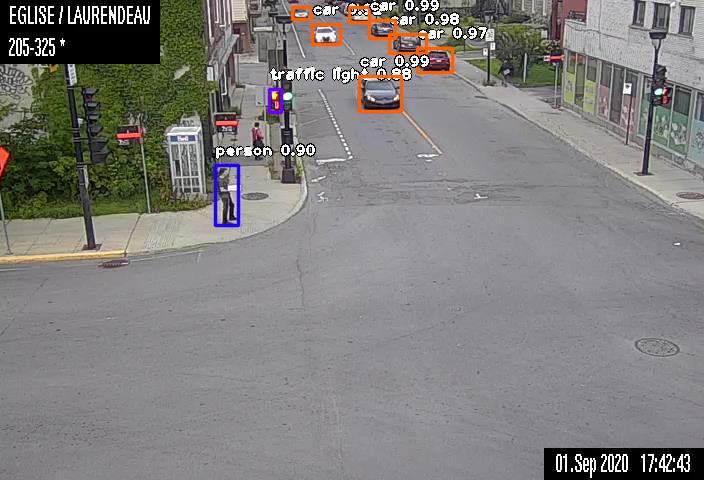 EGLISE / LAURENDEAU
205-325 *
car 0.99
car 0.98
car 0.97
car 0.99
traffic light 0.88
person 0.90
Bell
01.Sep 2020 17:42:43